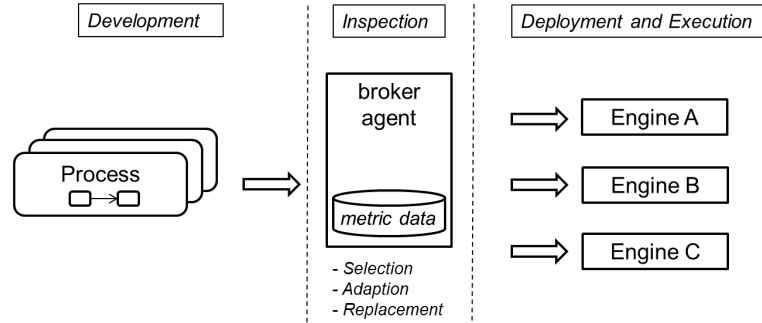 Development
Inspection
Deployment and Execution
Process
broker
agent
metric data
- Selection
- Adaption
- Replacement
Engine A
Engine B
Engine C